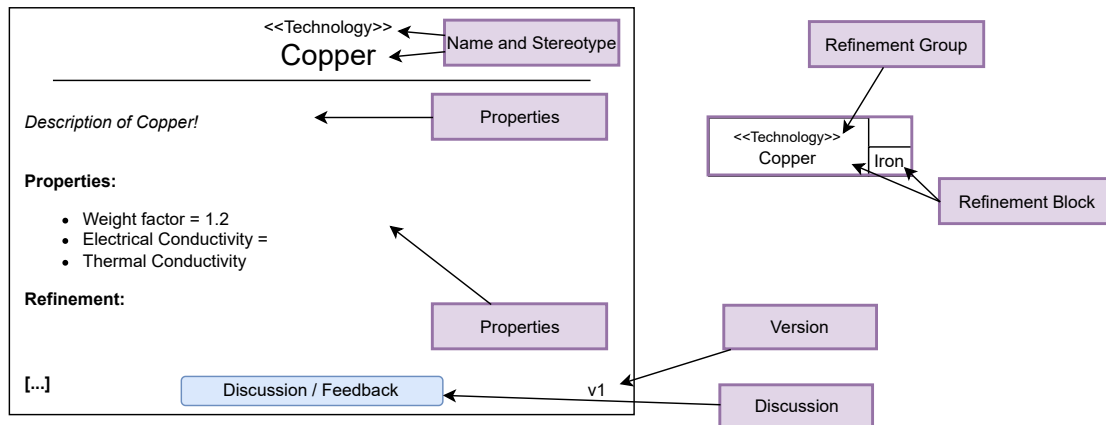 <<Technology>>
Copper
Name and Stereotype
Description of Copper!
Properties
Properties:
Weight factor = 1.2
Electrical Conductivity =
Thermal Conductivity
Refinement:
Properties
[...]
Discussion / Feedback
v1
Refinement Group
<<Technology>>
Copper
Iron
Refinement Block
Version
Discussion